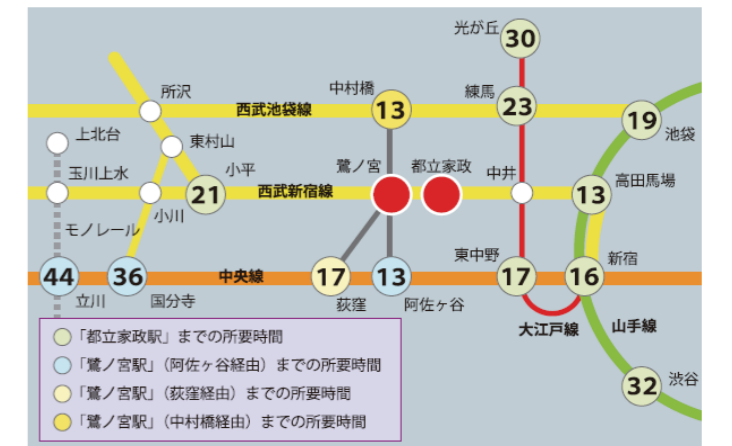 光が丘
30
所沢
中村橋
練馬
13
23
西武池袋線
19
池袋
上北台
東村山
玉川上水
小平
鷺ノ宮
都立家政
中井
高田馬場
21
西武新宿線
13
小川
モノレール
東中野
新宿
44
36
中央線
17
13
17
16
立川
国分寺
荻窪
阿佐ヶ谷
大江戸線
山手線
「都立家政駅」までの所要時間
「鷺ノ宮駅」(阿佐ヶ谷経由)までの所要時間
「鷺ノ宮駅」(荻窪経由)までの所要時間
「鷺ノ宮駅」(中村橋経由)までの所要時間
32
渋谷